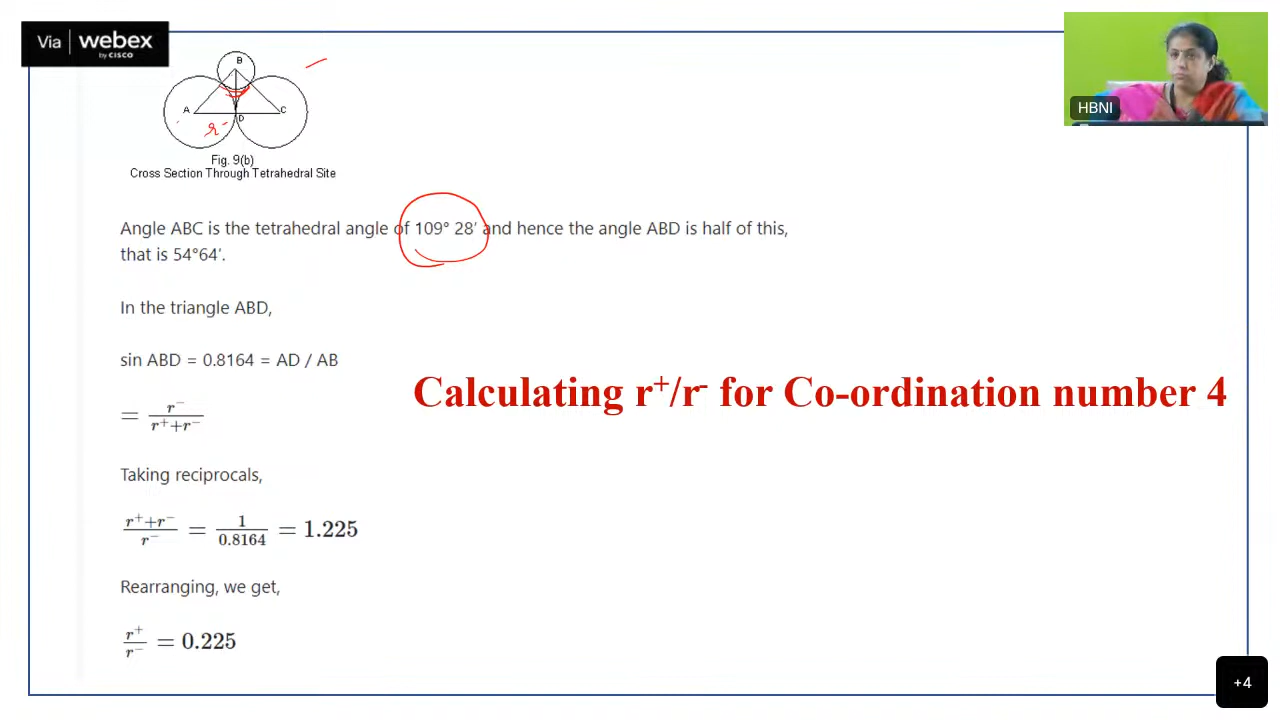 Via webex
by CISCO
HBNI
B
A
C
D
r-
Fig. 9(b)
Cross Section Through Tetrahedral Site
Angle ABC is the tetrahedral angle of 109° 28′ and hence the angle ABD is half of this,
that is 54°64′.
In the triangle ABD,
sin ABD = 0.8164 = AD / AB
= r⁻ / r⁺+r⁻
Calculating r⁺/r⁻ for Co-ordination number 4
Taking reciprocals,
r⁺+r⁻ / r⁻ = 1 / 0.8164 = 1.225
Rearranging, we get,
r⁺ / r⁻ = 0.225
+4